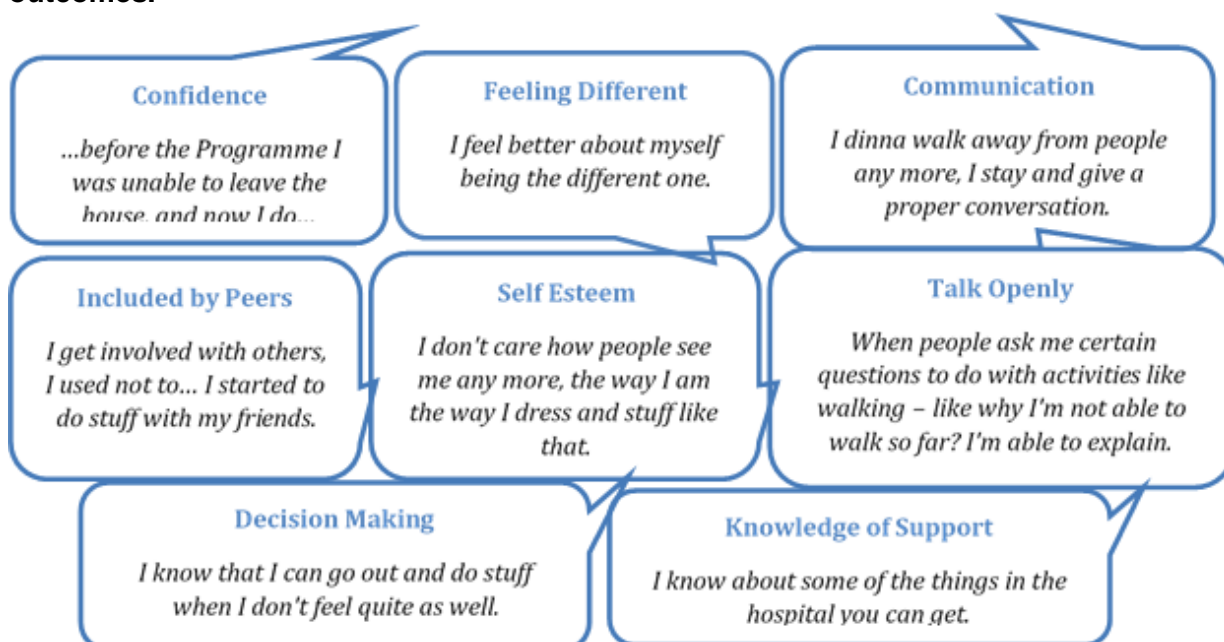 outcomes.
Confidence
...before the Programme I
was unable to leave the
house, and now I do...
Feeling Different
I feel better about myself
being the different one.
Communication
I dinna walk away from people
any more, I stay and give a
proper conversation.
Included by Peers
I get involved with others,
I used not to... I started to
do stuff with my friends.
Self Esteem
I don't care how people see
me any more, the way I am
the way I dress and stuff like
that.
Talk Openly
When people ask me certain
questions to do with activities like
walking – like why I'm not able to
walk so far? I'm able to explain.
Decision Making
I know that I can go out and do stuff
when I don't feel quite as well.
Knowledge of Support
I know about some of the things in the
hospital you can get.